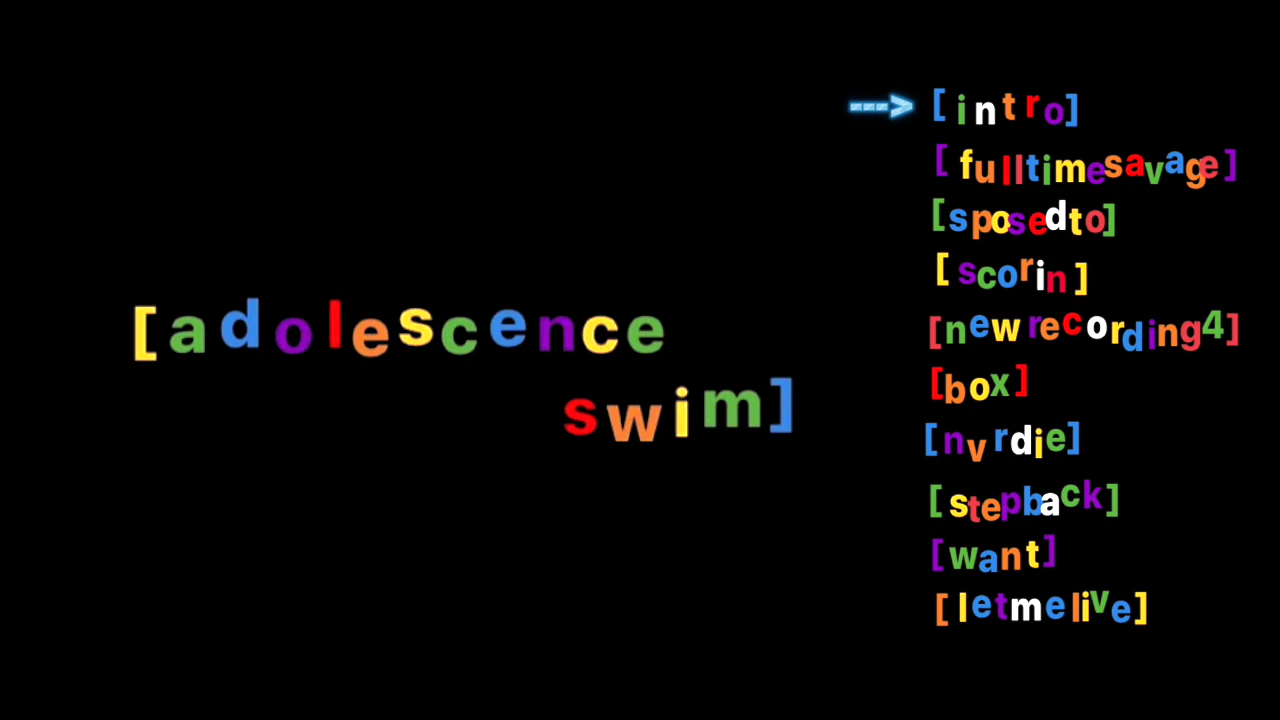 [adolescence
swim]
---> [intro]
[fulltimesavage]
[sposedto]
[scorin]
[newrecording4]
[box]
[nvrdie]
[stepback]
[want]
[letmelive]